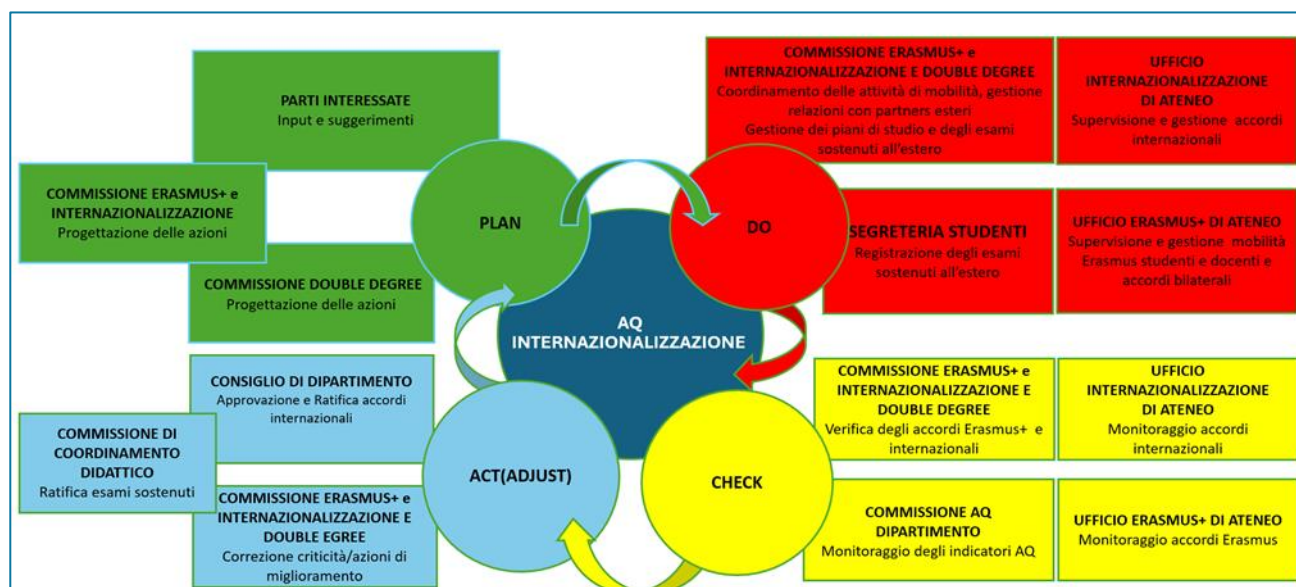 PARTI INTERESSATE
Input e suggerimenti
COMMISSIONE ERASMUS+ e
INTERNAZIONALIZZAZIONE
Progettazione delle azioni
COMMISSIONE DOUBLE DEGREE
Progettazione delle azioni
PLAN
COMMISSIONE ERASMUS+ e
INTERNAZIONALIZZAZIONE E DOUBLE DEGREE
Coordinamento delle attività di mobilità, gestione
relazioni con partners esteri
Gestione dei piani di studio e degli esami
sostenuti all'estero
UFFICIO
INTERNAZIONALIZZAZIONE
DI ATENEO
Supervisione e gestione accordi
internazionali
DO
SEGRETERIA STUDENTI
Registrazione degli esami
sostenuti all'estero
UFFICIO ERASMUS+ DI ATENEO
Supervisione e gestione mobilità
Erasmus studenti e docenti e
accordi bilaterali
AQ
INTERNAZIONALIZZAZIONE
CONSIGLIO DI DIPARTIMENTO
Approvazione e Ratifica accordi
internazionali
COMMISSIONE DI
COORDINAMENTO
DIDATTICO
Ratifica esami sostenuti
COMMISSIONE ERASMUS+ e
INTERNAZIONALIZZAZIONE E
DOUBLE EGREE
Correzione criticità/azioni di
miglioramento
ACT(ADJUST)
CHECK
COMMISSIONE ERASMUS+ e
INTERNAZIONALIZZAZIONE E
DOUBLE DEGREE
Verifica degli accordi Erasmus+ e
internazionali
UFFICIO
INTERNAZIONALIZZAZIONE
DI ATENEO
Monitoraggio accordi
internazionali
COMMISSIONE AQ
DIPARTIMENTO
Monitoraggio degli indicatori AQ
UFFICIO ERASMUS+ DI ATENEO
Monitoraggio accordi Erasmus